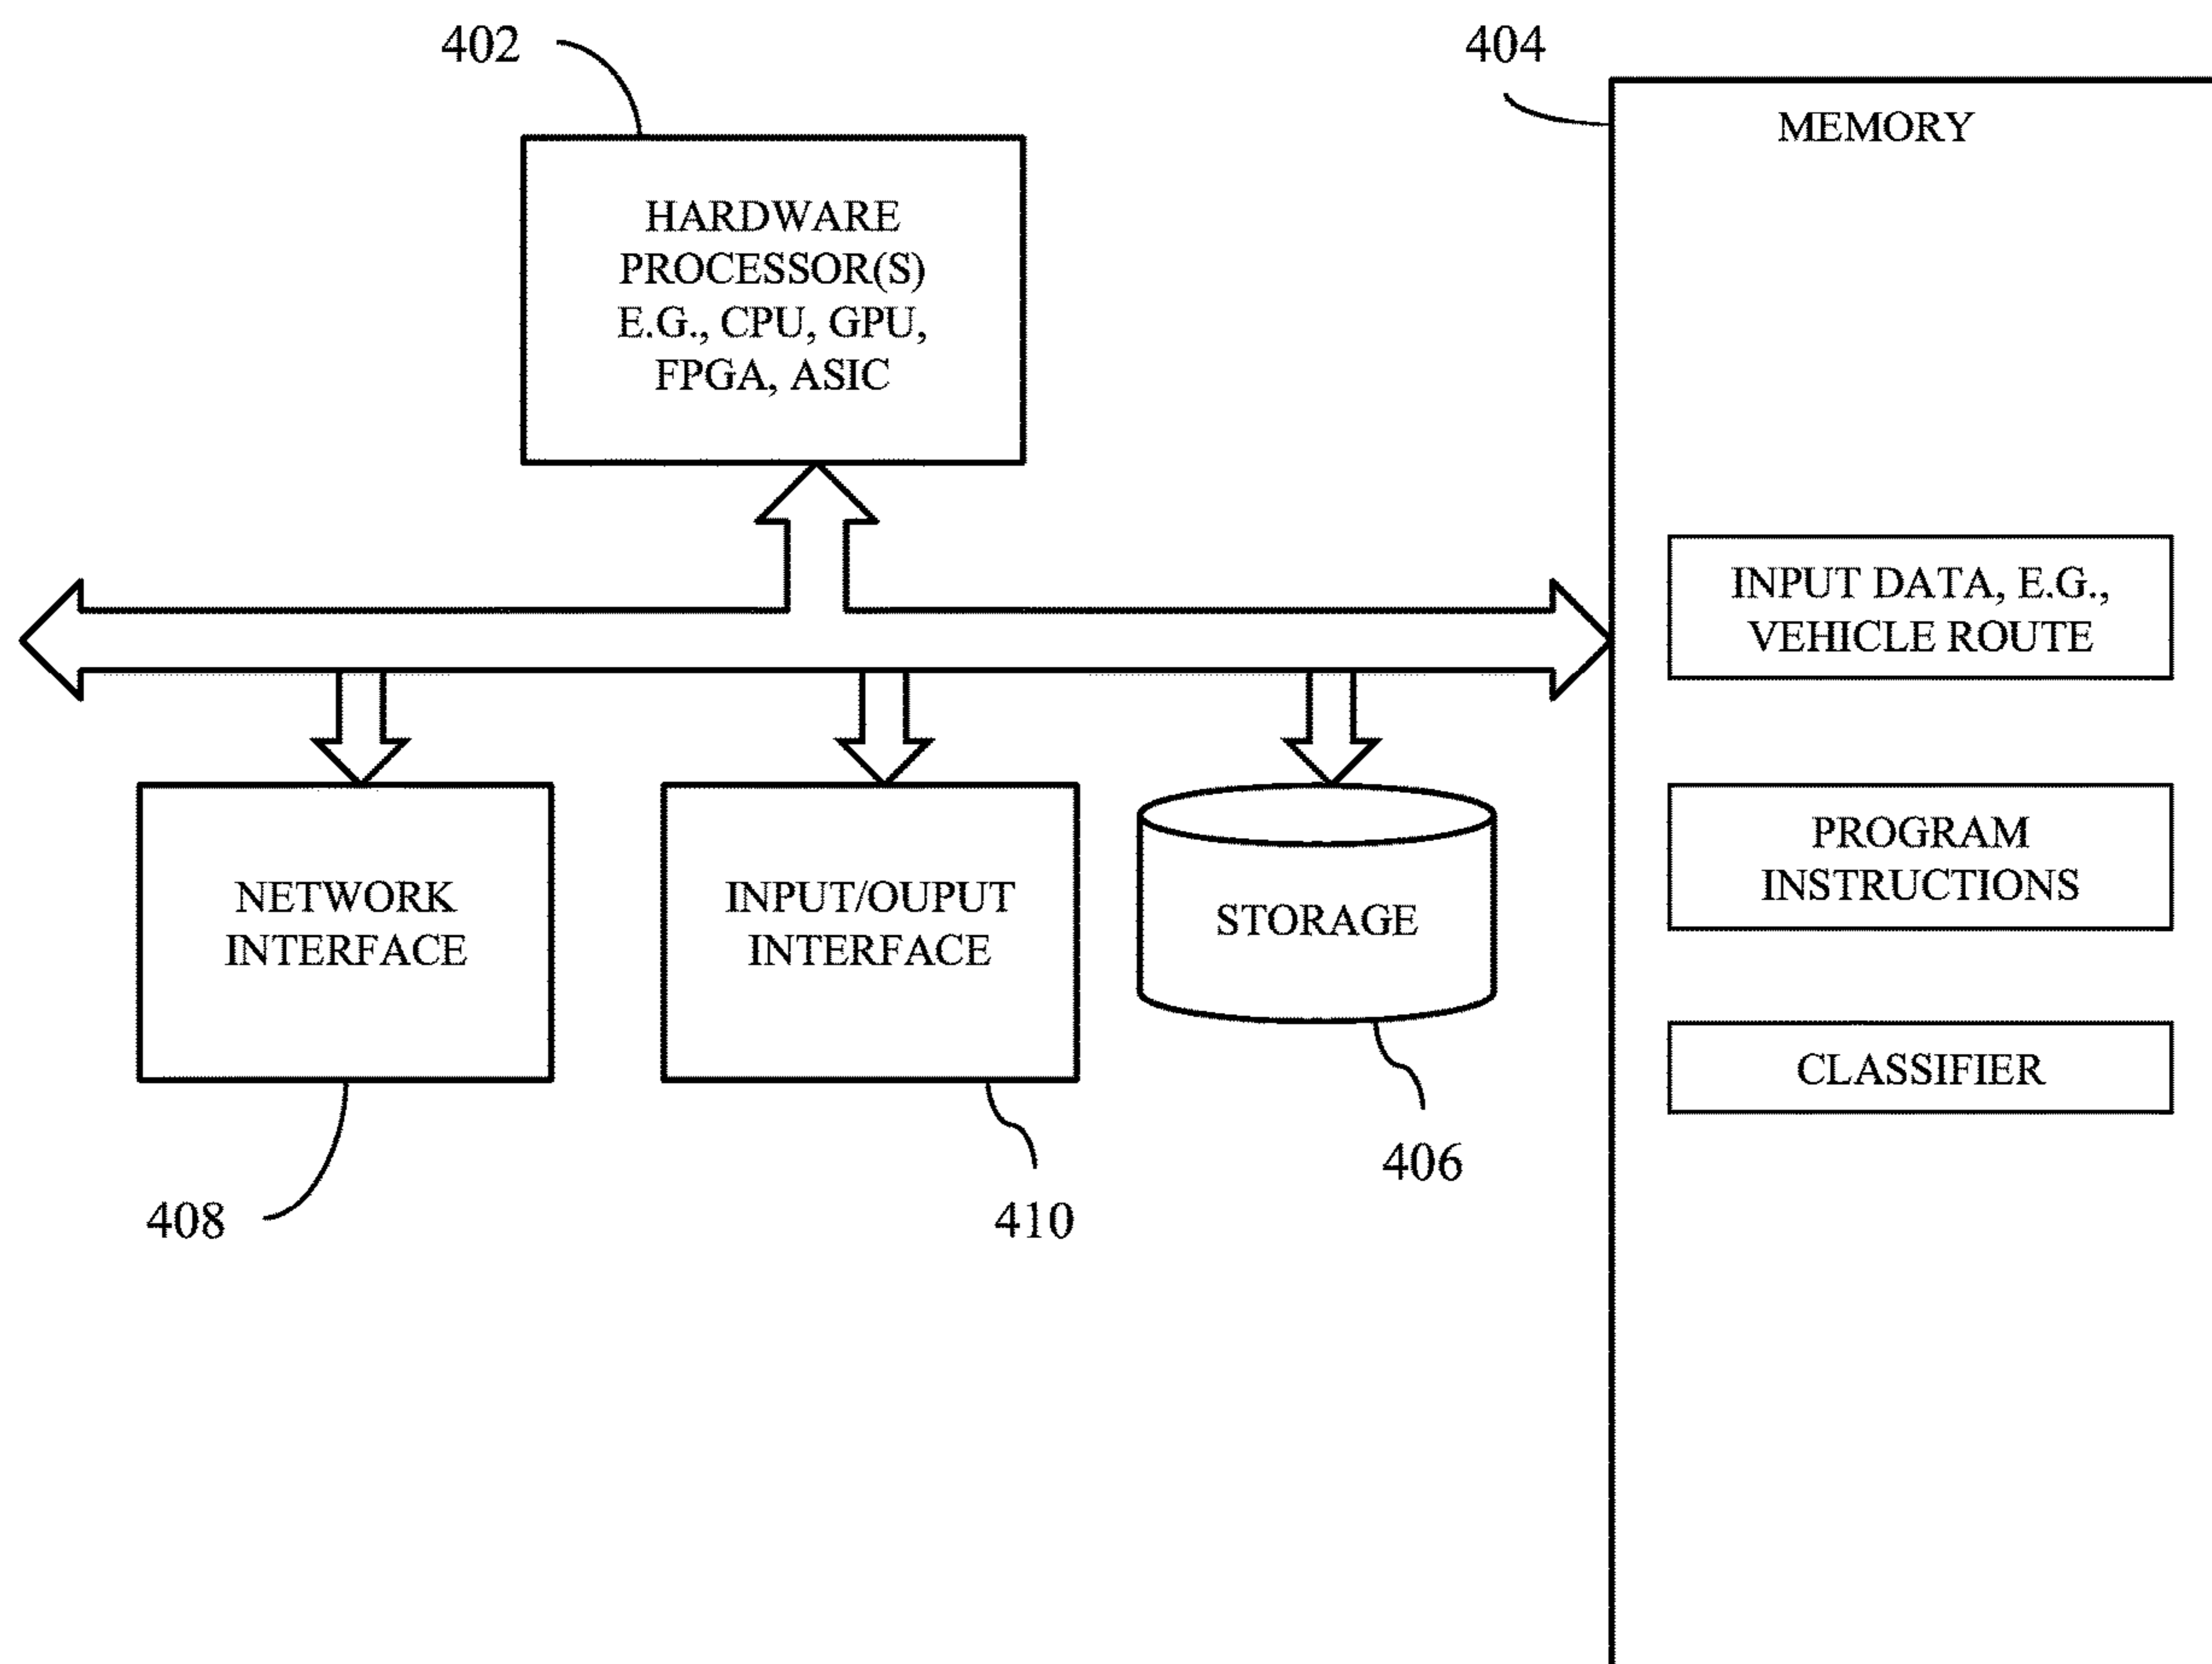 402
404
MEMORY
HARDWARE
PROCESSOR(S)
E.G., CPU, GPU,
FPGA, ASIC
INPUT DATA, E.G.,
VEHICLE ROUTE
PROGRAM
INSTRUCTIONS
CLASSIFIER
NETWORK
INTERFACE
INPUT/OUPUT
INTERFACE
STORAGE
406
408
410